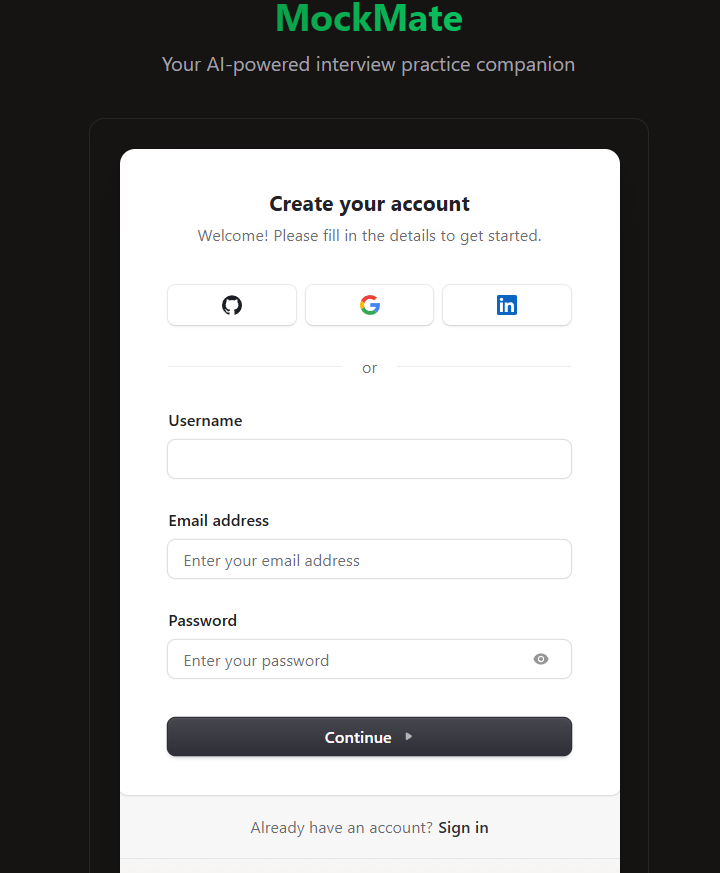 MockMate
Your AI-powered interview practice companion
Create your account
Welcome! Please fill in the details to get started.
or
Username
Email address
Enter your email address
Password
Enter your password
Continue
Already have an account? Sign in